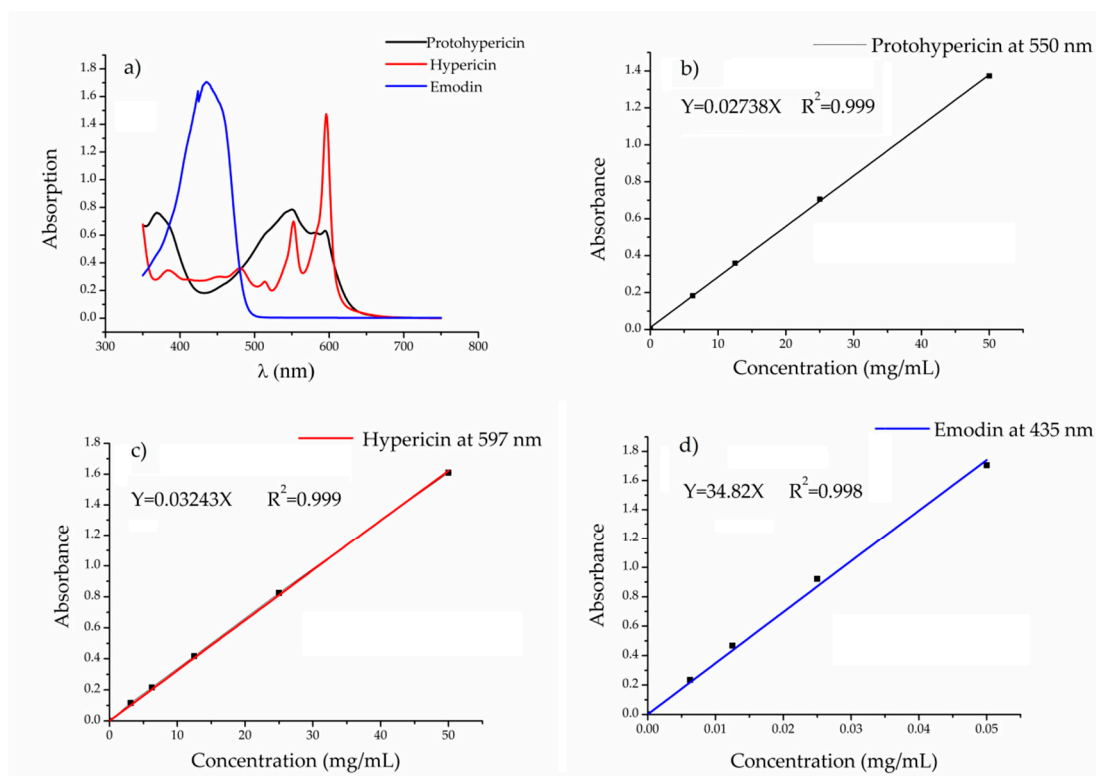 a)
Protohypericin
Hypericin
Emodin
1.8
1.6
1.4
1.2
1.0
0.8
0.6
0.4
0.2
0.0
Absorption
300 400 500 600 700 800
λ (nm)
b)
Protohypericin at 550 nm
Y=0.02738X R²=0.999
1.4
1.2
1.0
0.8
0.6
0.4
0.2
0.0
Absorbance
0 10 20 30 40 50
Concentration (mg/mL)
c)
Hypericin at 597 nm
Y=0.03243X R²=0.999
1.8
1.6
1.4
1.2
1.0
0.8
0.6
0.4
0.2
0.0
Absorbance
0 10 20 30 40 50
Concentration (mg/mL)
d)
Emodin at 435 nm
Y=34.82X R²=0.998
1.8
1.6
1.4
1.2
1.0
0.8
0.6
0.4
0.2
0.0
Absorbance
0.00 0.01 0.02 0.03 0.04 0.05
Concentration (mg/mL)